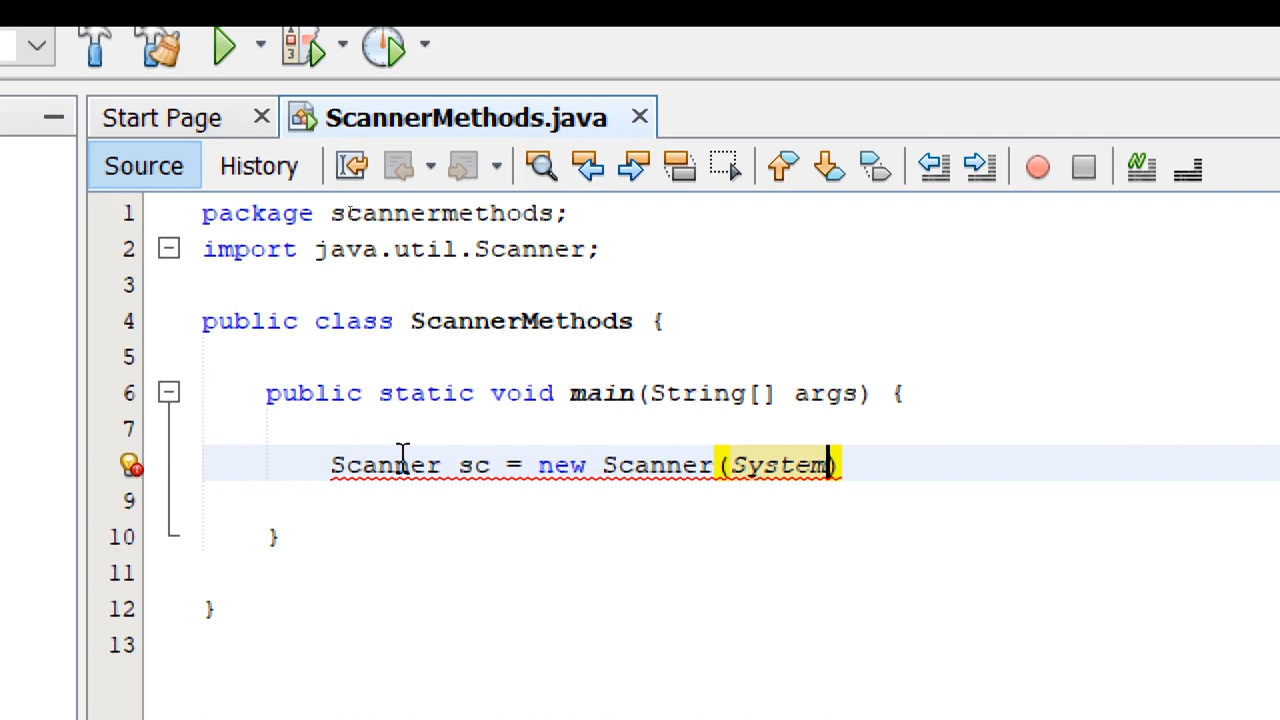 Start Page
ScannerMethods.java
Source History
1 package scannermethods;
2 import java.util.Scanner;
3
4 public class ScannerMethods {
5
6 public static void main(String[] args) {
7
Scanner sc = new Scanner(System)
9
10 }
11
12 }
13